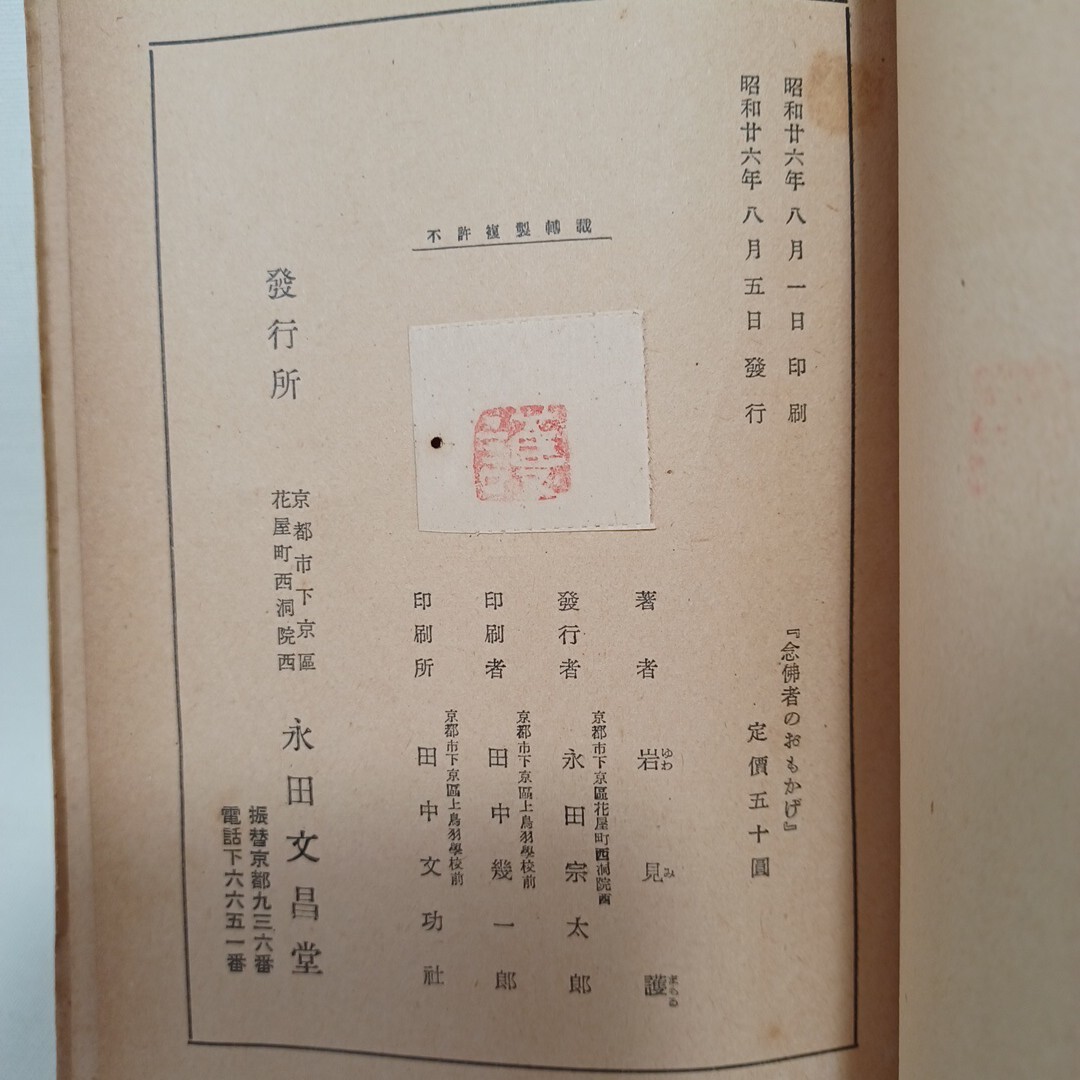 昭和廿六年八月一日印刷
昭和廿六年八月五日發行
『念佛者のおもかげ』
定價五十圓
不許複製轉載
著者 岩見護
ゆわ み まもる
發行者 京都市下京區花屋町西洞院西
永田宗太郎
印刷者 京都市下京區上鳥羽學校前
田中幾一郎
印刷所 京都市下京區上鳥羽學校前
田中文功社
發行所 京都市下京區
花屋町西洞院西
永田文昌堂
振替京都九三六番
電話下六六五一番